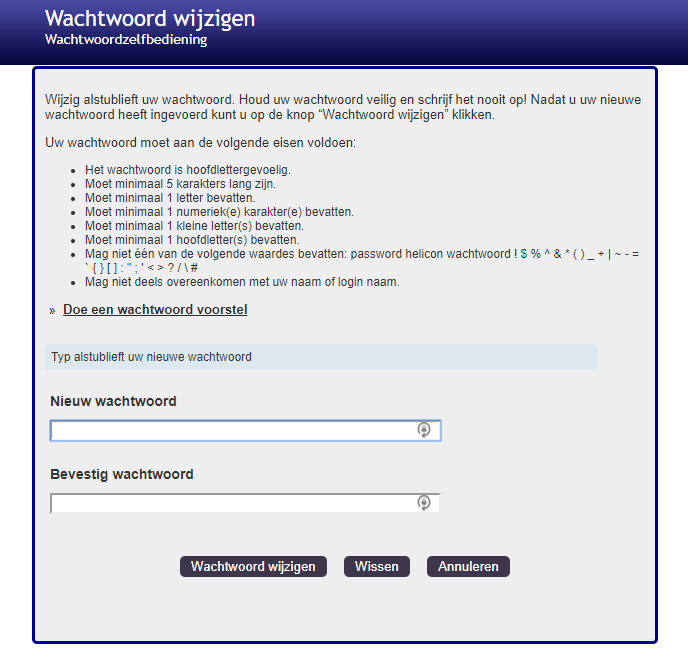 Wachtwoord wijzigen
Wachtwoordzelfbediening
Wijzig alstublieft uw wachtwoord. Houd uw wachtwoord veilig en schrijf het nooit op! Nadat u uw nieuwe
wachtwoord heeft ingevoerd kunt u op de knop “Wachtwoord wijzigen” klikken.
Uw wachtwoord moet aan de volgende eisen voldoen:
• Het wachtwoord is hoofdlettergevoelig.
• Moet minimaal 5 karakters lang zijn.
• Moet minimaal 1 letter bevatten.
• Moet minimaal 1 numeriek(e) karakter(e) bevatten.
• Moet minimaal 1 kleine letter(s) bevatten.
• Moet minimaal 1 hoofdletter(s) bevatten.
• Mag niet één van de volgende waardes bevatten: password helicon wachtwoord ! $ % ^ & * ( ) _ + | ~ - =
` { } [ ] : " ; ' < > ? / \ #
• Mag niet deels overeenkomen met uw naam of login naam.
» Doe een wachtwoord voorstel
Typ alstublieft uw nieuwe wachtwoord
Nieuw wachtwoord
Bevestig wachtwoord
Wachtwoord wijzigen Wissen Annuleren